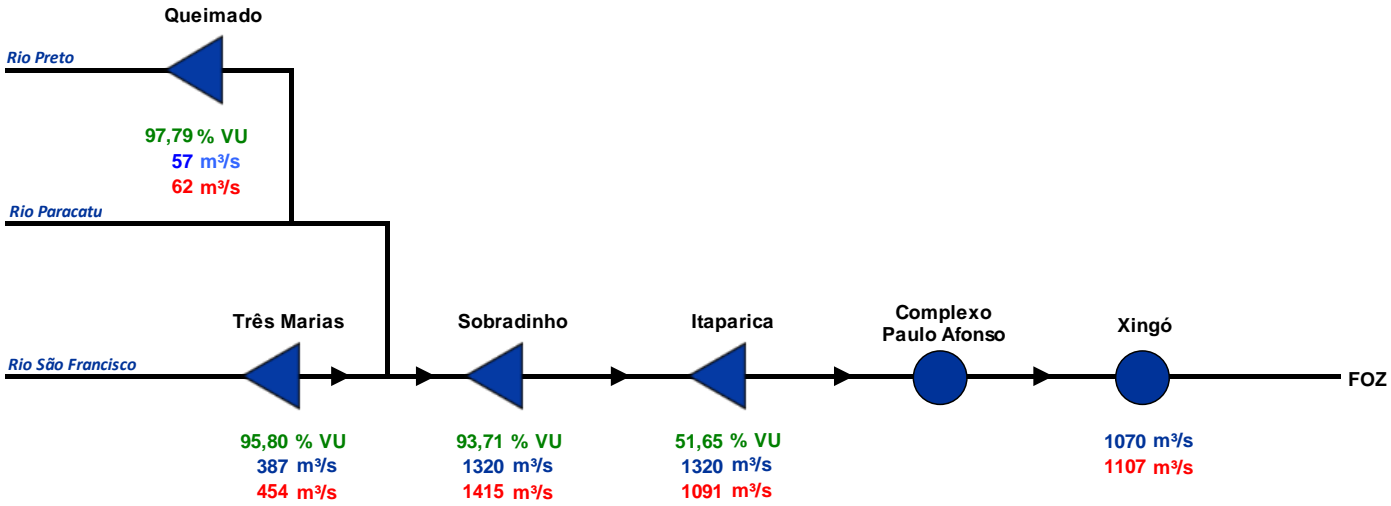 Queimado
Rio Preto
97,79 % VU
57 m³/s
62 m³/s
Rio Paracatu
Três Marias
Sobradinho
Itaparica
Complexo
Paulo Afonso
Xingó
Rio São Francisco
FOZ
95,80 % VU
387 m³/s
454 m³/s
93,71 % VU
1320 m³/s
1415 m³/s
51,65 % VU
1320 m³/s
1091 m³/s
1070 m³/s
1107 m³/s